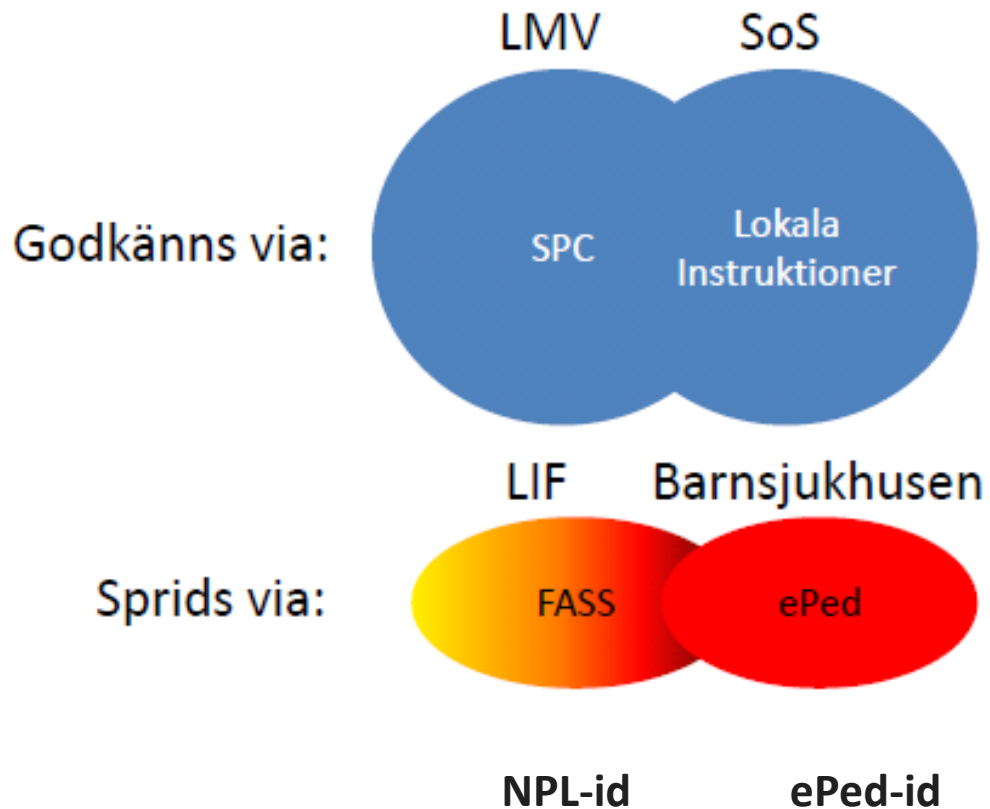 LMV SoS
Godkänns via: SPC Lokala
Instruktioner
LIF Barnsjukhusen
Sprids via: FASS ePed
NPL-id ePed-id